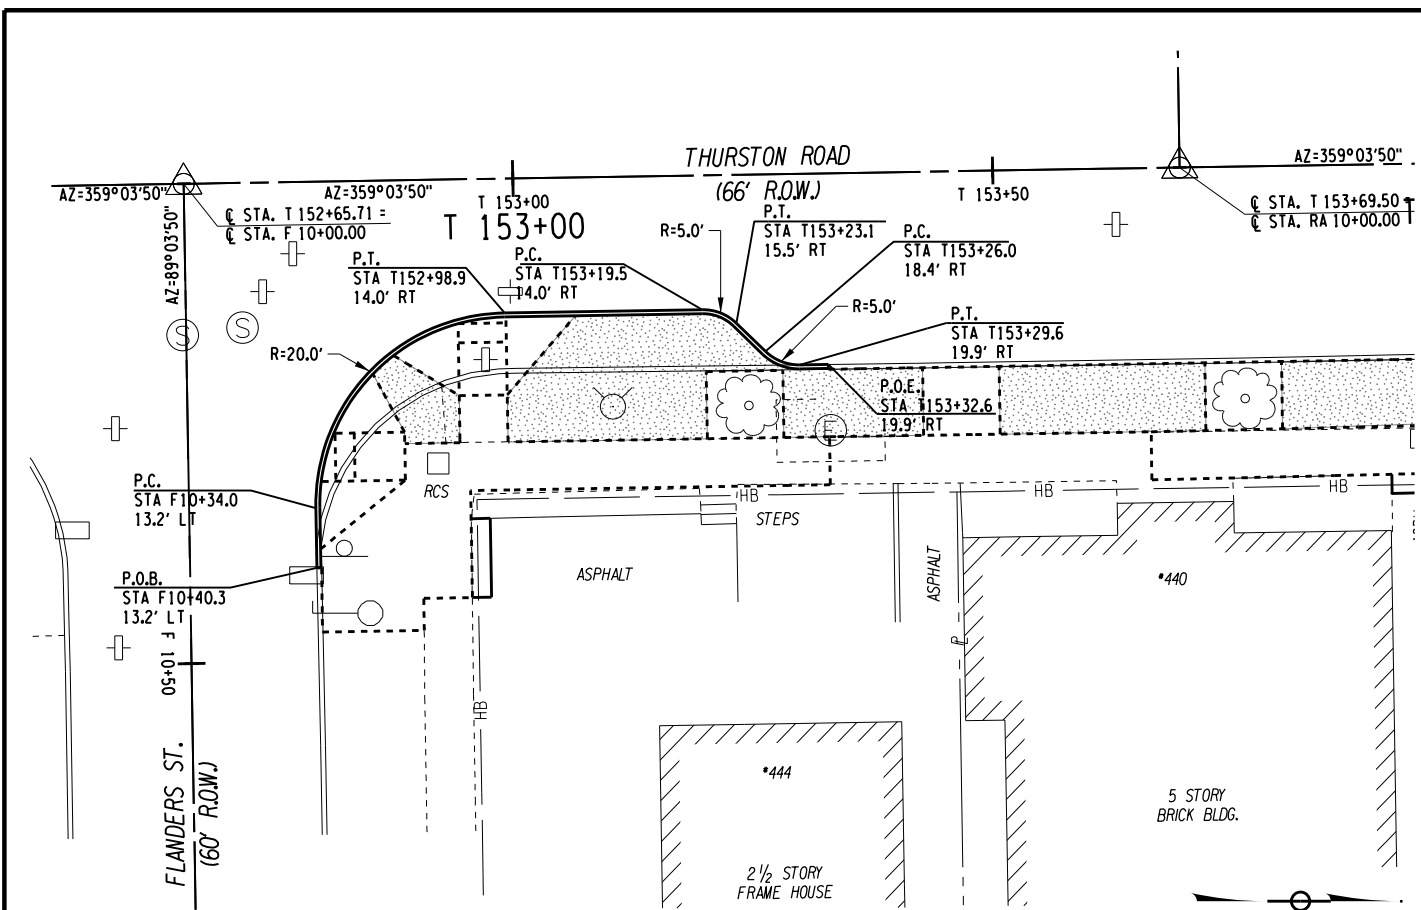 THURSTON ROAD
(66' R.O.W.)
AZ=359°03'50"
AZ=359°03'50"
AZ=359°03'50"
T 153+00
T 153+50
T 153+00
℄ STA. T 152+65.71 =
℄ STA. F 10+00.00
℄ STA. T 153+69.50 =
℄ STA. RA 10+00.00
AZ=89°03'50"
P.T.
STA T152+98.9
14.0' RT
P.C.
STA T153+19.5
14.0' RT
R=5.0'
P.T.
STA T153+23.1
15.5' RT
P.C.
STA T153+26.0
18.4' RT
R=5.0'
P.T.
STA T153+29.6
19.9' RT
P.O.E.
STA T153+32.6
19.9' RT
R=20.0'
S
S
E
P.C.
STA F10+34.0
13.2' LT
P.O.B.
STA F10+40.3
13.2' LT
F 10+50
RCS
HB
HB
HB
HB
STEPS
ASPHALT
ASPHALT
PL
#440
#444
5 STORY
BRICK BLDG.
2 1/2 STORY
FRAME HOUSE
FLANDERS ST.
(60' R.O.W.)